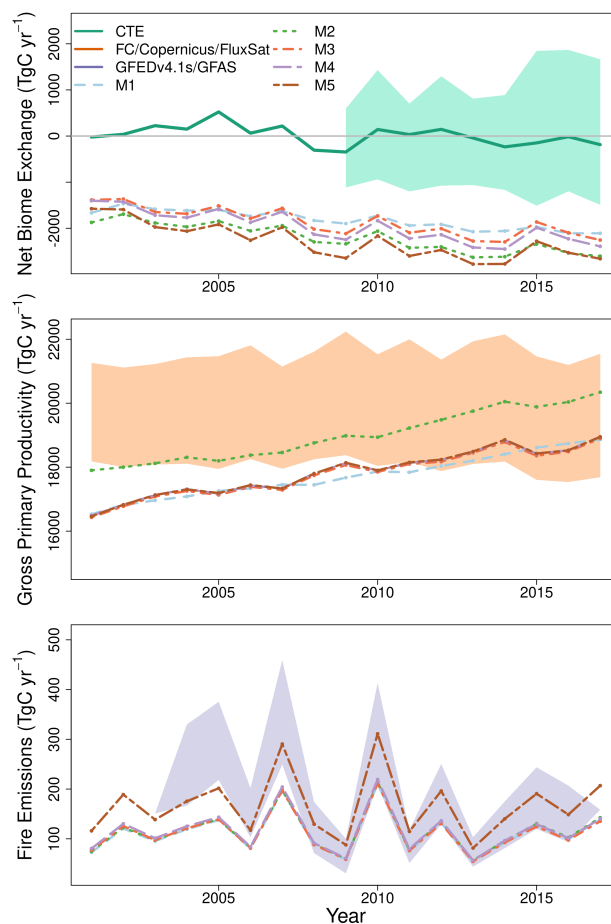 Net Biome Exchange (TgC yr⁻¹)
2000
1000
0
-2000
CTE
FC/Copernicus/FluxSat
GFEDv4.1s/GFAS
M1
M2
M3
M4
M5
2005
2010
2015
Gross Primary Productivity (TgC yr⁻¹)
22000
20000
18000
16000
2005
2010
2015
Fire Emissions (TgC yr⁻¹)
500
400
300
200
100
2005
2010
2015
Year